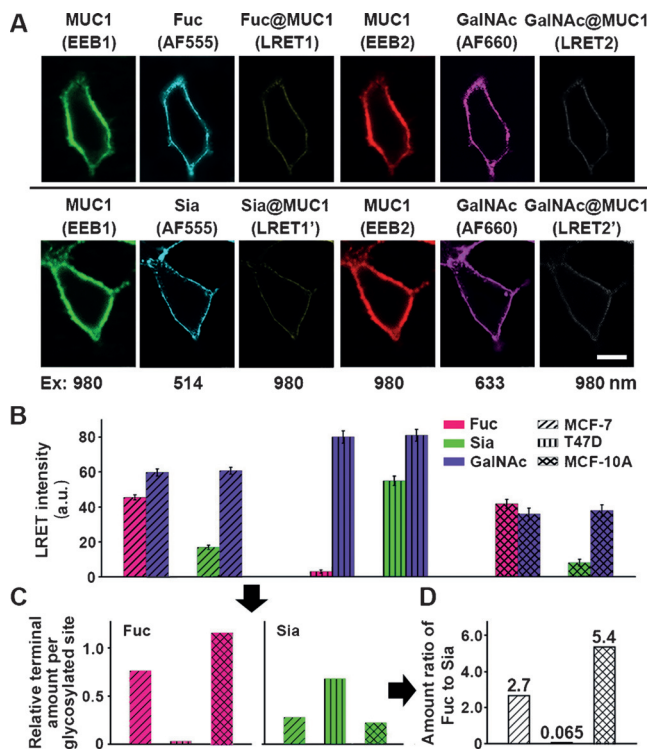 A
MUC1 Fuc Fuc@MUC1 MUC1 GalNAc GalNAc@MUC1
(EEB1) (AF555) (LRET1) (EEB2) (AF660) (LRET2)
MUC1 Sia Sia@MUC1 MUC1 GalNAc GalNAc@MUC1
(EEB1) (AF555) (LRET1') (EEB2) (AF660) (LRET2')
Ex: 980 514 980 980 633 980 nm
B
LRET intensity
(a.u.)
80
60
40
20
0
Fuc MCF-7
Sia T47D
GalNAc MCF-10A
C
Relative terminal
amount per
glycosylated site
1.0
0.5
0
Fuc Sia
D
Amount ratio of
Fuc to Sia
6.0
4.0
2.0
0
2.7 0.065 5.4